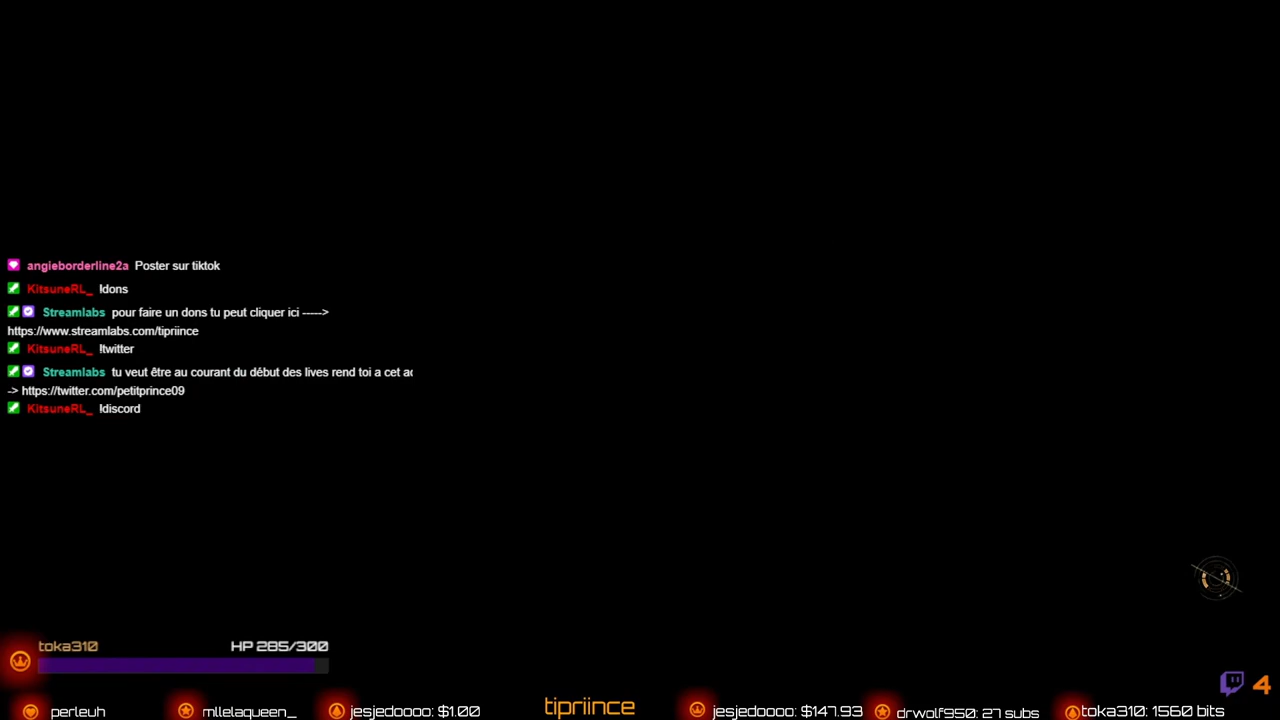 angieborderline2a Poster sur tiktok
KitsuneRL_ !dons
Streamlabs pour faire un dons tu peut cliquer ici ----->
https://www.streamlabs.com/tipriince
KitsuneRL_ !twitter
Streamlabs tu veut être au courant du début des lives rend toi a cet
-> https://twitter.com/petitprince09
KitsuneRL_ !discord
toka310 HP 285/300
4
perleuh mllelaqueen_ jesjedoooo: $1.00 tipriince jesjedoooo: $147.93 drwolf950: 27 subs toka310: 1560 bits